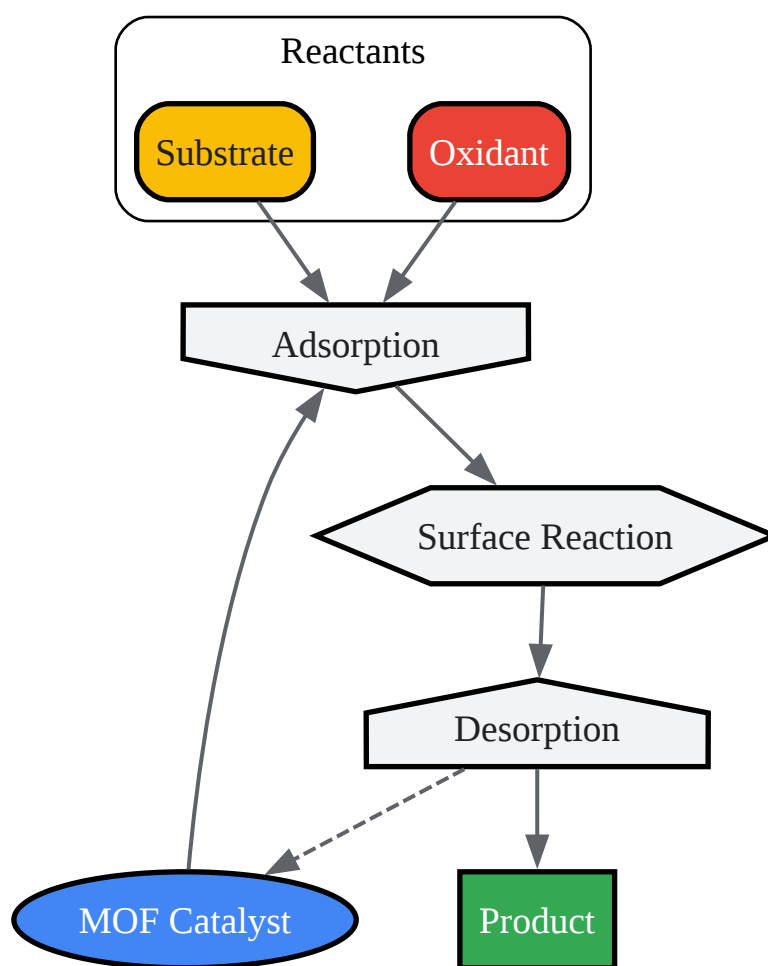 Reactants
Substrate
Oxidant
Adsorption
Surface Reaction
Desorption
MOF Catalyst
Product